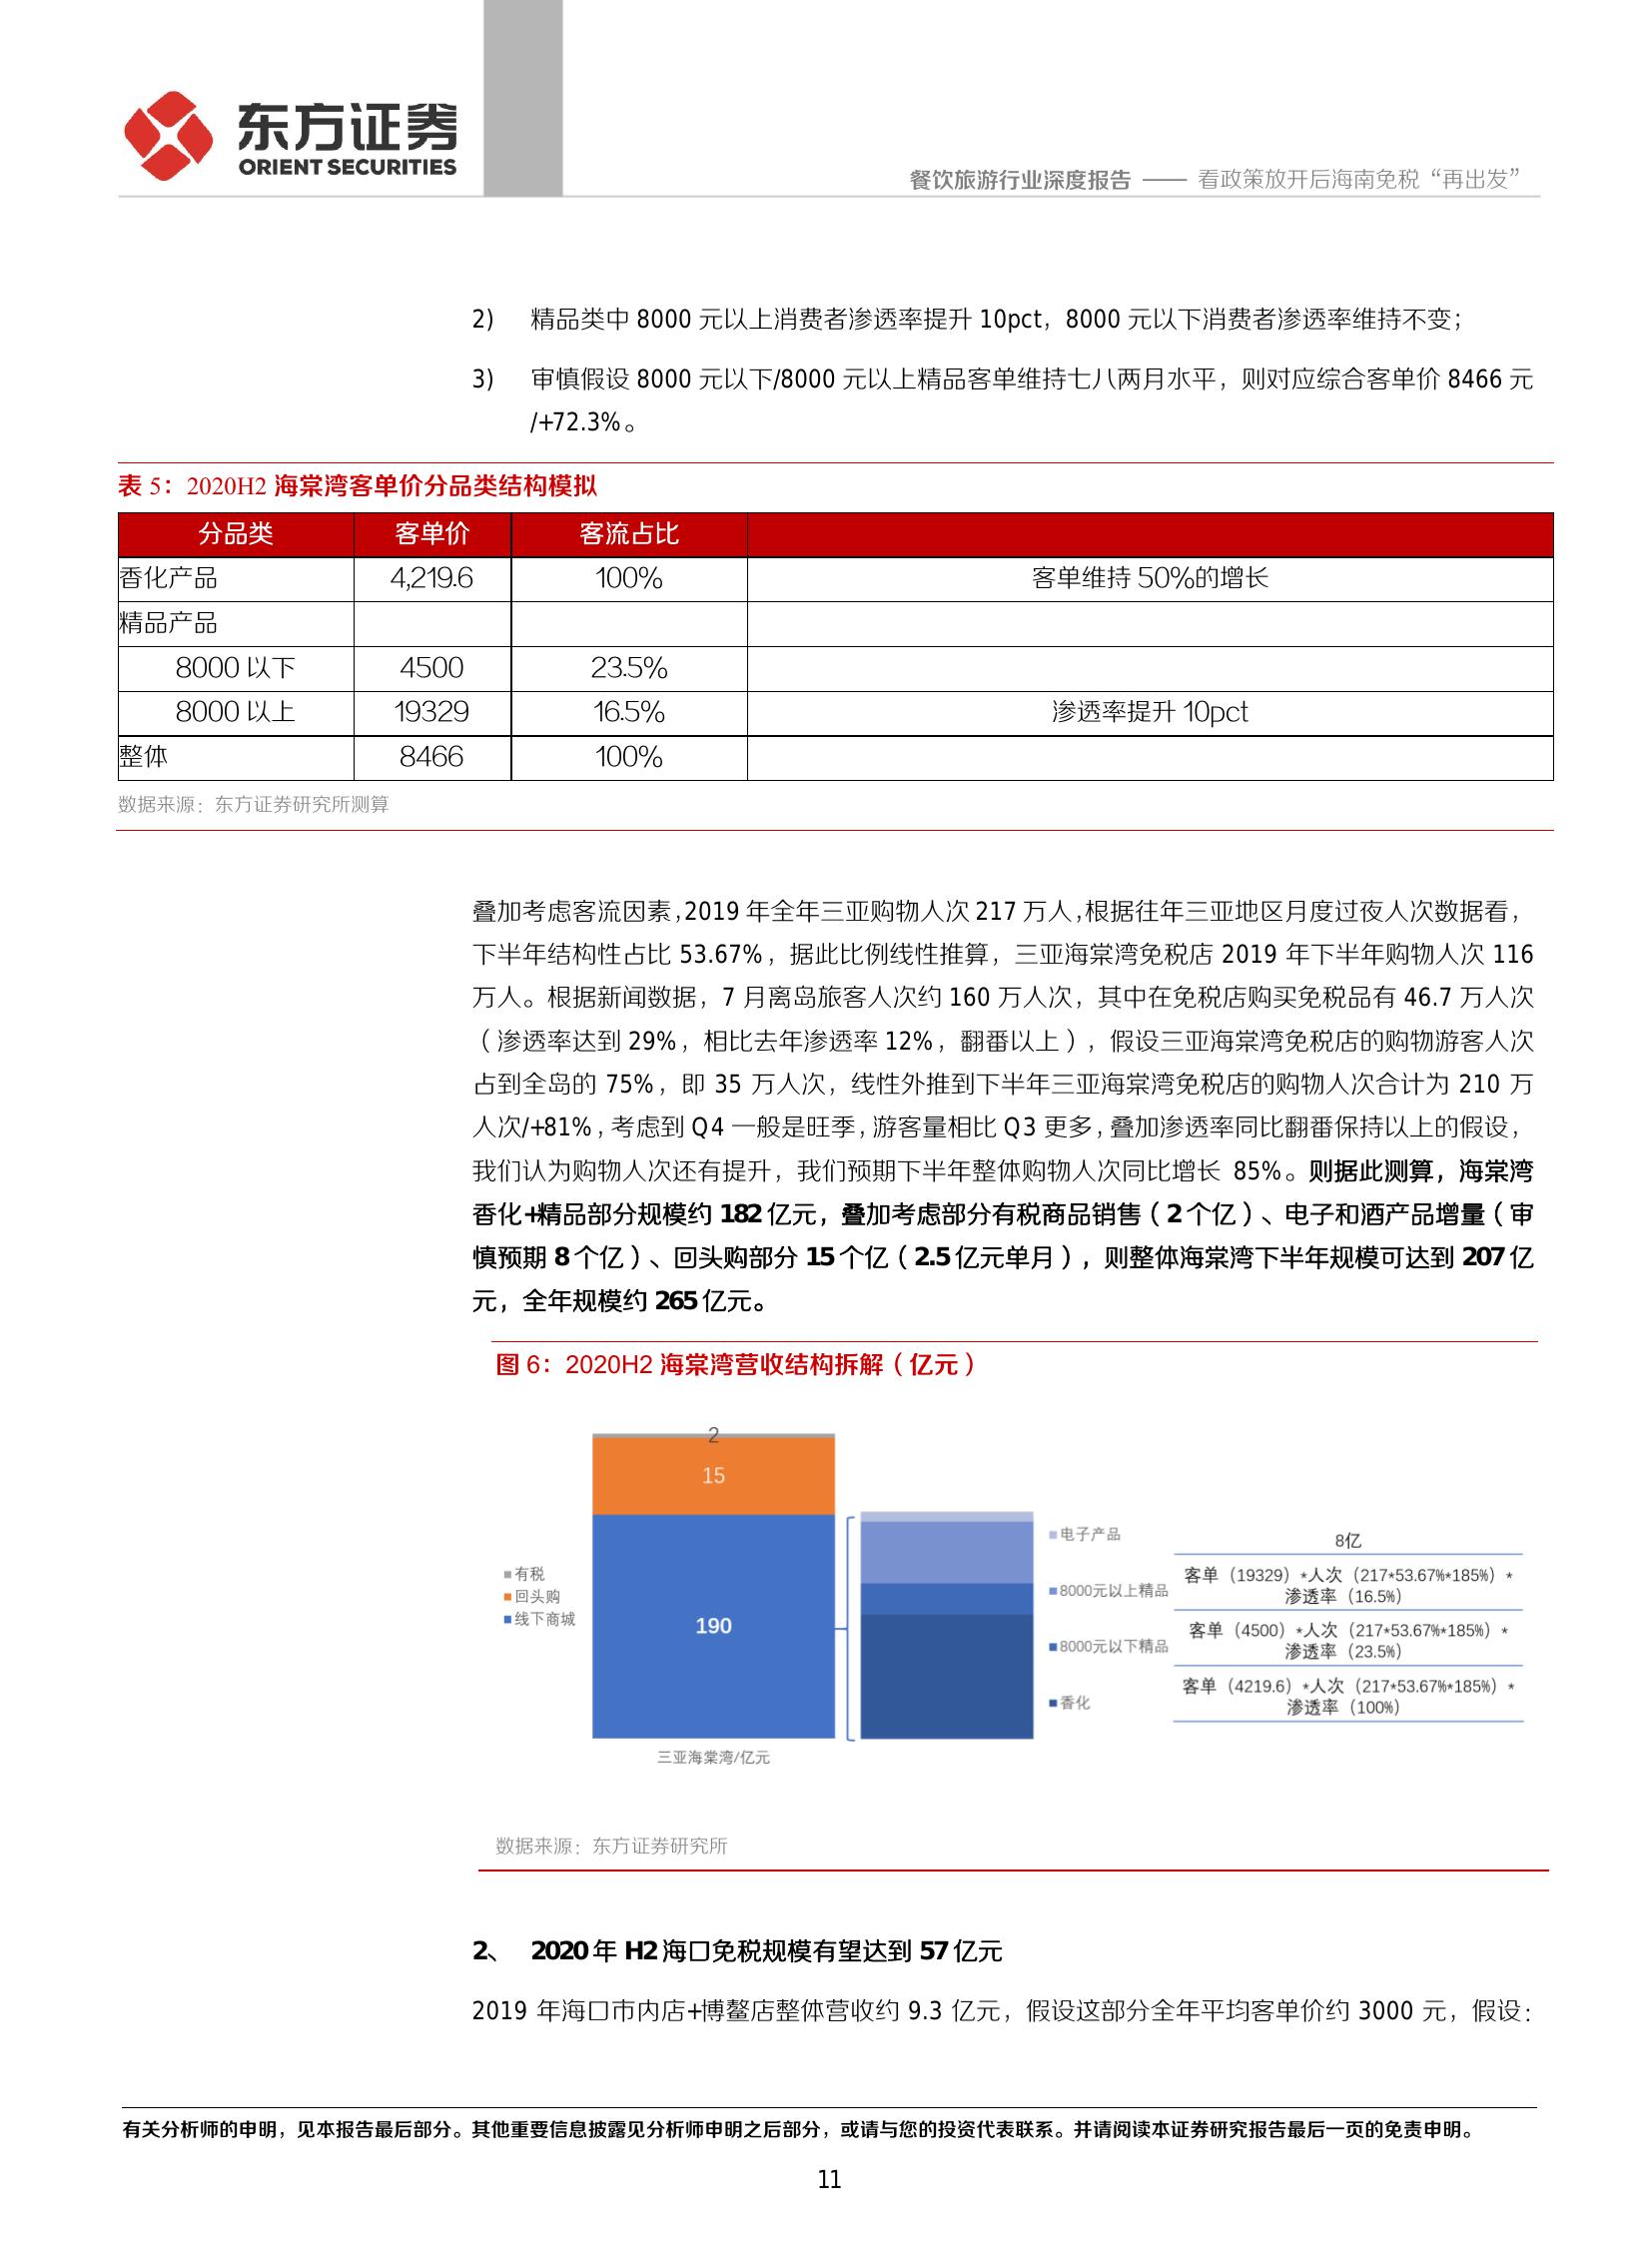 东方证券
ORIENT SECURITIES
餐饮旅游行业深度报告 —— 看政策放开后海南免税“再出发”
2) 精品类中 8000 元以上消费者渗透率提升 10pct，8000 元以下消费者渗透率维持不变；
3) 审慎假设 8000 元以下/8000 元以上精品客单维持七八两月水平，则对应综合客单价 8466 元
/+72.3%。
表 5：2020H2 海棠湾客单价分品类结构模拟
分品类 客单价 客流占比
香化产品 4,219.6 100% 客单维持 50%的增长
精品产品
8000 以下 4500 23.5%
8000 以上 19329 16.5% 渗透率提升 10pct
整体 8466 100%
数据来源：东方证券研究所测算
叠加考虑客流因素，2019 年全年三亚购物人次 217 万人，根据往年三亚地区月度过夜人次数据看，
下半年结构性占比 53.67%，据此比例线性推算，三亚海棠湾免税店 2019 年下半年购物人次 116
万人。根据新闻数据，7 月离岛旅客人次约 160 万人次，其中在免税店购买免税品有 46.7 万人次
（渗透率达到 29%，相比去年渗透率 12%，翻番以上），假设三亚海棠湾免税店的购物游客人次
占到全岛的 75%，即 35 万人次，线性外推到下半年三亚海棠湾免税店的购物人次合计为 210 万
人次/+81%，考虑到 Q4 一般是旺季，游客量相比 Q3 更多，叠加渗透率同比翻番保持以上的假设，
我们认为购物人次还有提升，我们预期下半年整体购物人次同比增长 85%。则据此测算，海棠湾
香化+精品部分规模约 182 亿元，叠加考虑部分有税商品销售（2 个亿）、电子和酒产品增量（审
慎预期 8 个亿）、回头购部分 15 个亿（2.5 亿元单月），则整体海棠湾下半年规模可达到 207 亿
元，全年规模约 265 亿元。
图 6：2020H2 海棠湾营收结构拆解（亿元）
2
15
190
有税
回头购
线下商城
三亚海棠湾/亿元
电子产品 8亿
8000元以上精品 客单（19329）*人次（217*53.67%*185%）*
渗透率（16.5%）
8000元以下精品 客单（4500）*人次（217*53.67%*185%）*
渗透率（23.5%）
香化 客单（4219.6）*人次（217*53.67%*185%）*
渗透率（100%）
数据来源：东方证券研究所
2、 2020 年 H2 海口免税规模有望达到 57 亿元
2019 年海口市内店+博鳌店整体营收约 9.3 亿元，假设这部分全年平均客单价约 3000 元，假设：
有关分析师的申明，见本报告最后部分。其他重要信息披露见分析师申明之后部分，或请与您的投资代表联系。并请阅读本证券研究报告最后一页的免责申明。
11